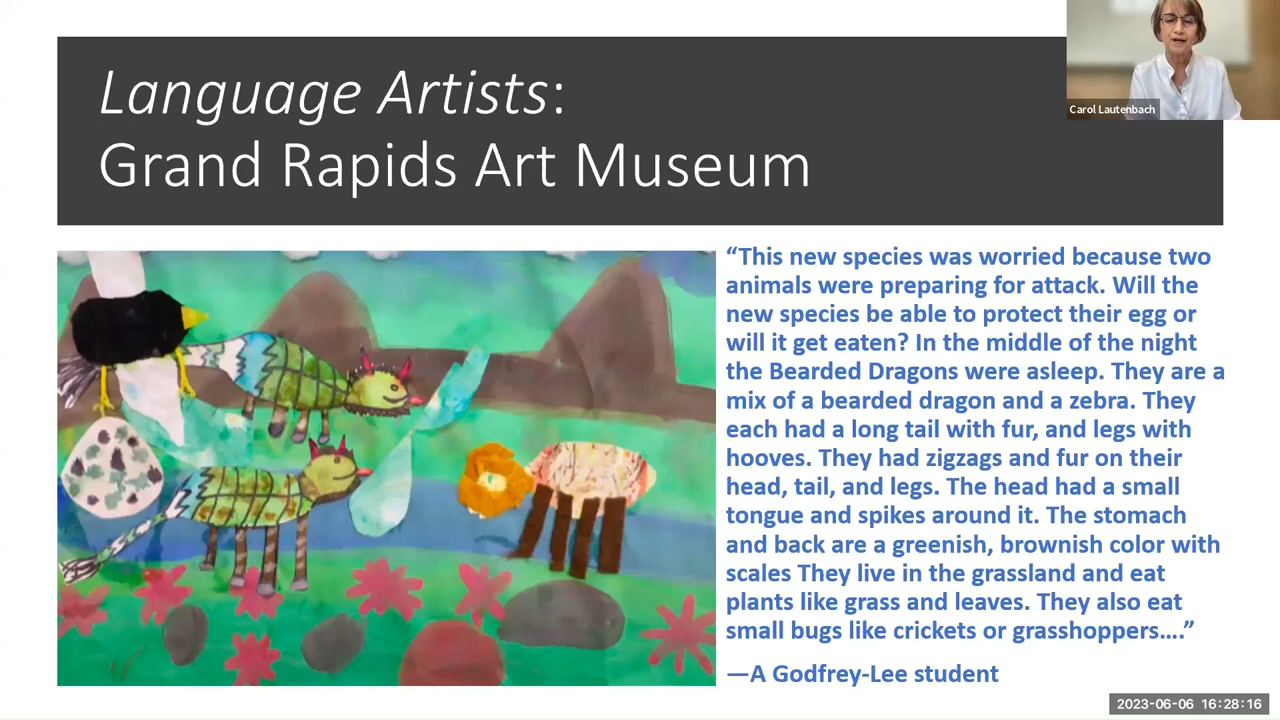 Language Artists:
Grand Rapids Art Museum
Carol Lautenbach
“This new species was worried because two
animals were preparing for attack. Will the
new species be able to protect their egg or
will it get eaten? In the middle of the night
the Bearded Dragons were asleep. They are a
mix of a bearded dragon and a zebra. They
each had a long tail with fur, and legs with
hooves. They had zigzags and fur on their
head, tail, and legs. The head had a small
tongue and spikes around it. The stomach
and back are a greenish, brownish color with
scales They live in the grassland and eat
plants like grass and leaves. They also eat
small bugs like crickets or grasshoppers….”
—A Godfrey-Lee student
2023-06-06 16:28:16